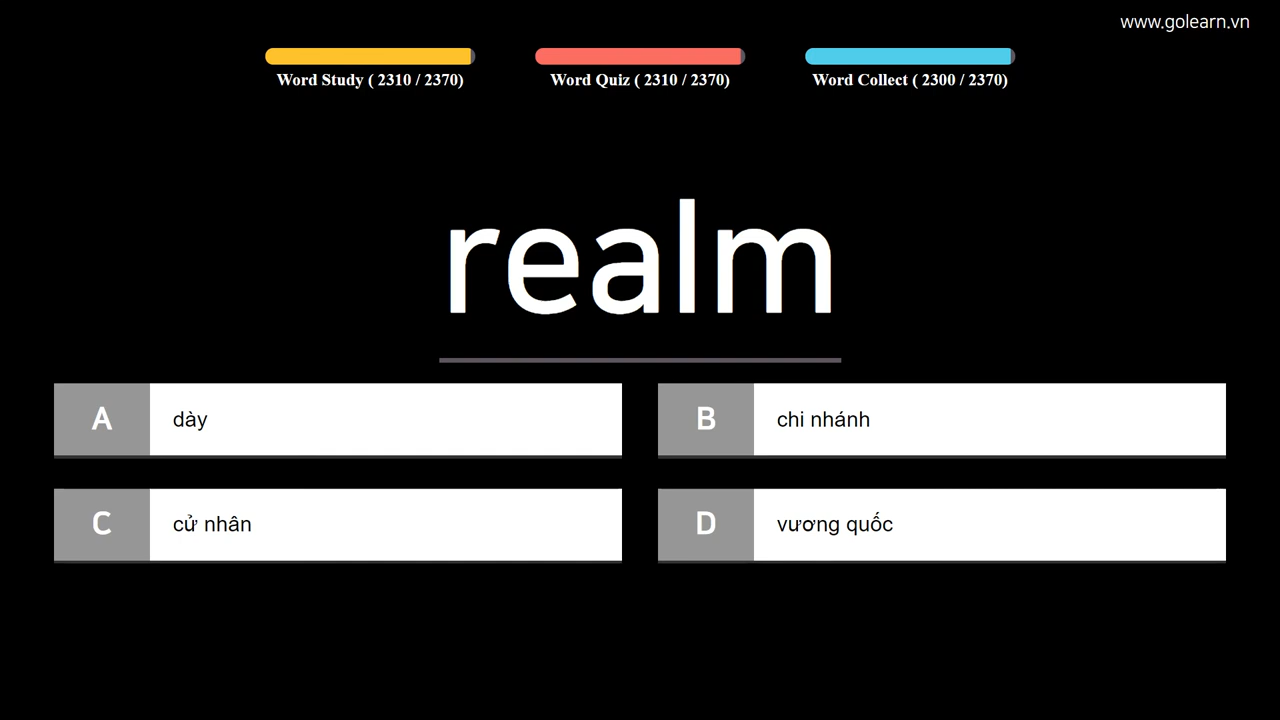 www.golearn.vn
Word Study ( 2310 / 2370)
Word Quiz ( 2310 / 2370)
Word Collect ( 2300 / 2370)
realm
A dày
B chi nhánh
C cử nhân
D vương quốc